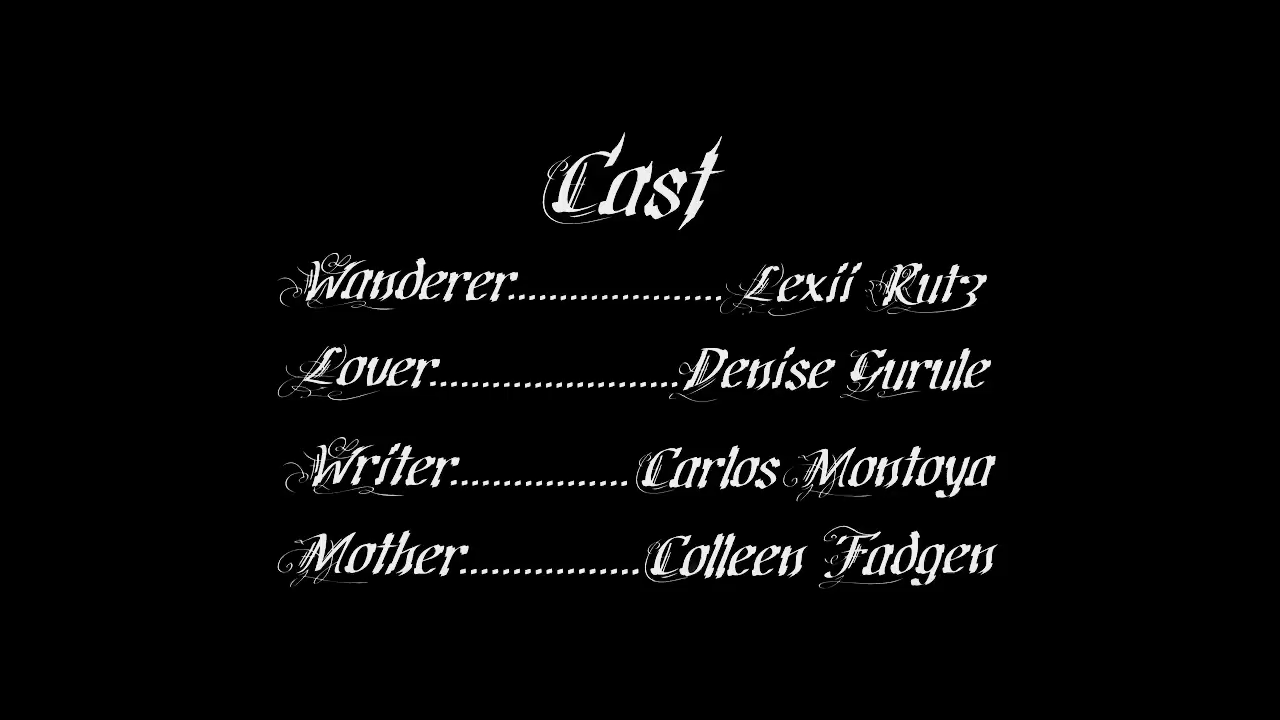 Cast
Wanderer.................... Lexii Rutz
Lover.......................Denise Gurule
Writer................. Carlos Montoya
Mother.................Colleen Fadgen